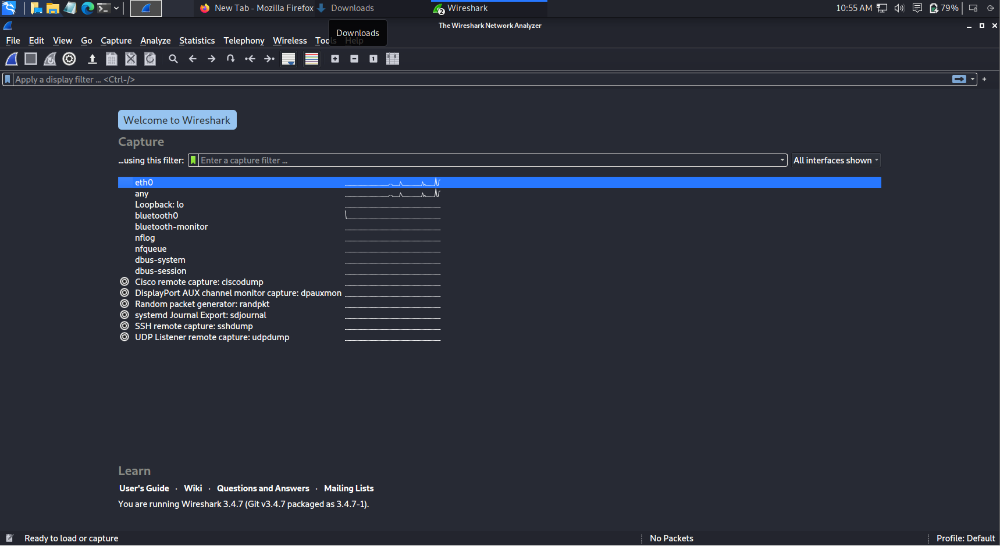 New Tab - Mozilla Firefox Downloads 2 Wireshark 10:55 AM 79%
The Wireshark Network Analyzer
Downloads
File Edit View Go Capture Analyze Statistics Telephony Wireless Tools Help
1
Apply a display filter ... <Ctrl-/> +
Welcome to Wireshark
Capture
...using this filter: Enter a capture filter ... All interfaces shown
eth0
any
Loopback: lo
bluetooth0
bluetooth-monitor
nflog
nfqueue
dbus-system
dbus-session
Cisco remote capture: ciscodump
DisplayPort AUX channel monitor capture: dpauxmon
Random packet generator: randpkt
systemd Journal Export: sdjournal
SSH remote capture: sshdump
UDP Listener remote capture: udpdump
Learn
User's Guide · Wiki · Questions and Answers · Mailing Lists
You are running Wireshark 3.4.7 (Git v3.4.7 packaged as 3.4.7-1).
Ready to load or capture No Packets Profile: Default